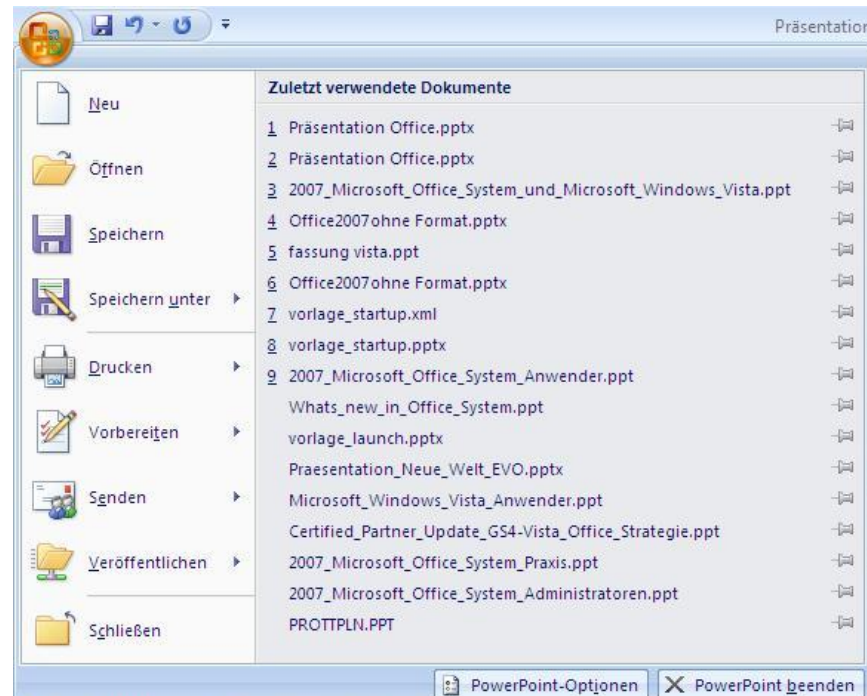 Präsentation
Neu
Öffnen
Speichern
Speichern unter
Drucken
Vorbereiten
Senden
Veröffentlichen
Schließen
Zuletzt verwendete Dokumente
1 Präsentation Office.pptx
2 Präsentation Office.pptx
3 2007_Microsoft_Office_System_und_Microsoft_Windows_Vista.ppt
4 Office2007ohne Format.pptx
5 fassung vista.ppt
6 Office2007ohne Format.pptx
7 vorlage_startup.xml
8 vorlage_startup.pptx
9 2007_Microsoft_Office_System_Anwender.ppt
Whats_new_in_Office_System.ppt
vorlage_launch.pptx
Praesentation_Neue_Welt_EVO.pptx
Microsoft_Windows_Vista_Anwender.ppt
Certified_Partner_Update_GS4-Vista_Office_Strategie.ppt
2007_Microsoft_Office_System_Praxis.ppt
2007_Microsoft_Office_System_Administratoren.ppt
PROTTPLN.PPT
PowerPoint-Optionen
PowerPoint beenden